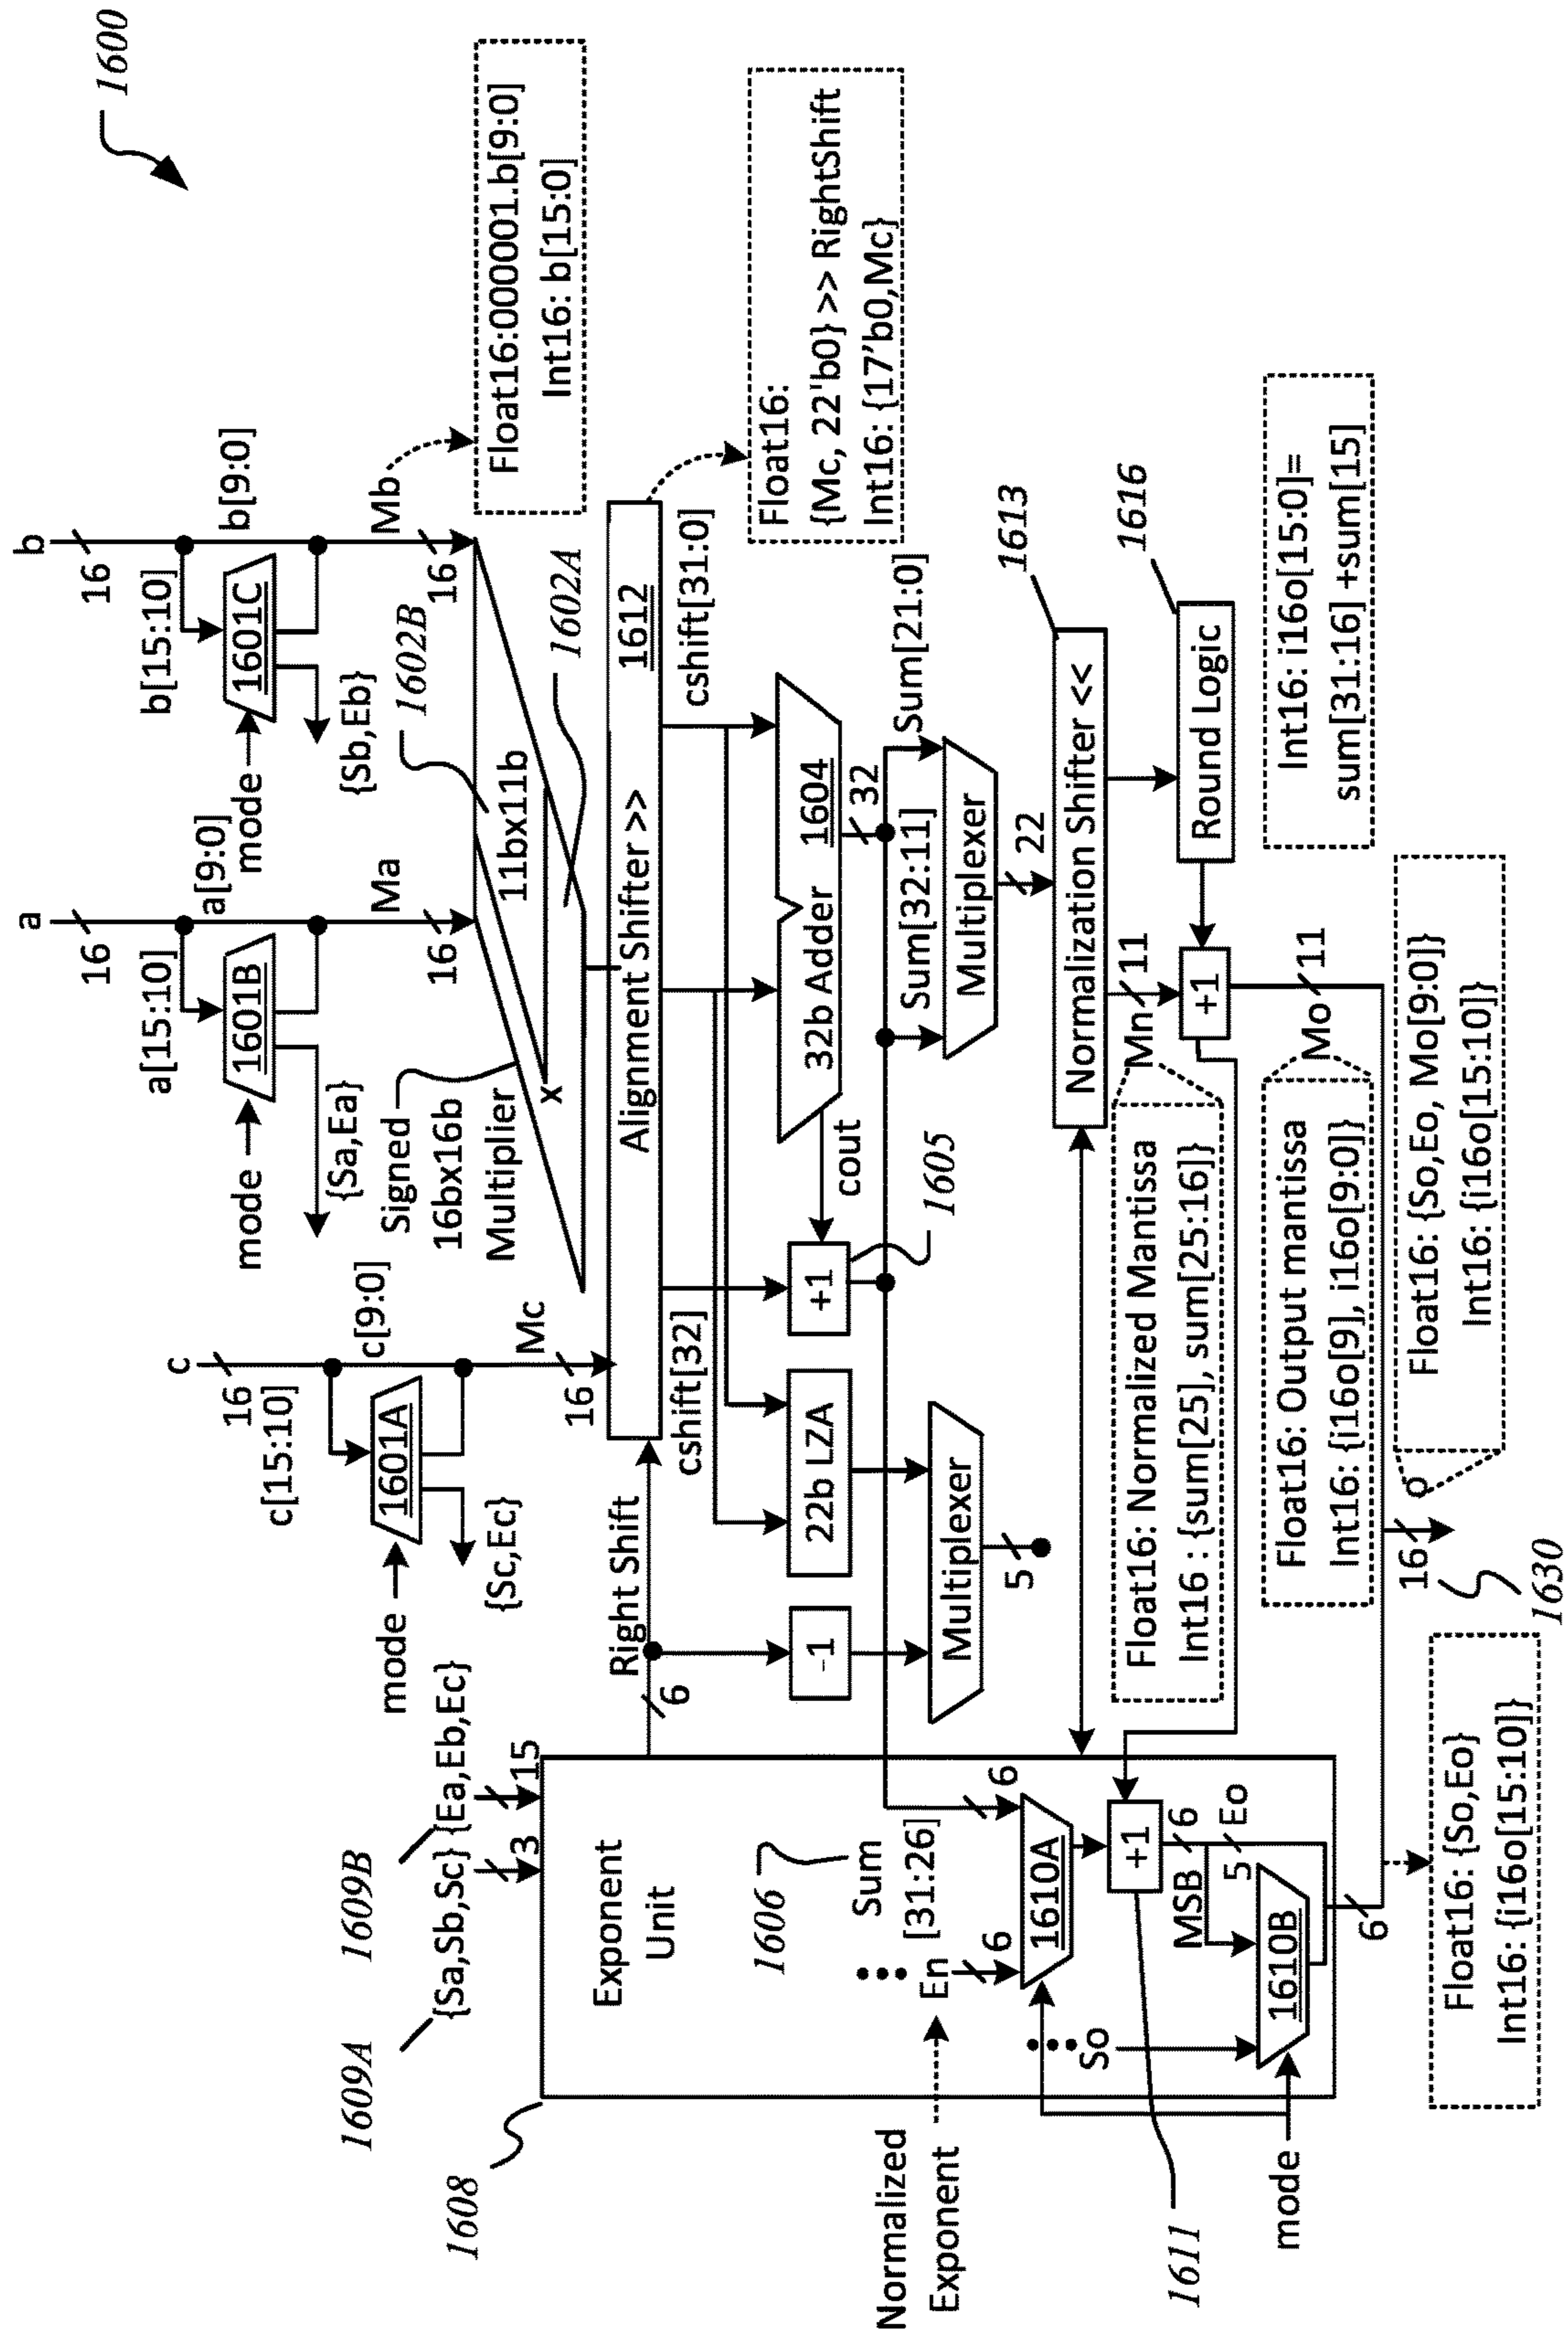 1600
b
16
b[15:10]
b[9:0]
mode
1601C
{Sb,Eb}
Mb
16
Float16:000001.b[9:0]
Int16: b[15:0]
a
16
a[15:10]
a[9:0]
mode
1601B
{Sa,Ea}
Ma
16
1602B
11bx11b
x
1602A
Signed
16bx16b
Multiplier
c
16
c[15:10]
c[9:0]
mode
1601A
{Sc,Ec}
Mc
16
Alignment Shifter >>
1612
Float16:
{Mc, 22'b0} >> RightShift
Int16: {17'b0,Mc}
cshift[31:0]
cshift[32]
Right Shift
6
32b Adder
1604
32
cout
+1
1605
22b LZA
-1
Multiplexer
5
Sum[32:11]
Sum[21:0]
Multiplexer
22
Normalization Shifter <<
1613
Round Logic
1616
Mn
11
+1
Mo
11
Int16: i16o[15:0]=
sum[31:16] +sum[15]
Float16: Normalized Mantissa
Int16 : {sum[25], sum[25:16]}
Float16: Output mantissa
Int16: {i16o[9], i16o[9:0]}
Float16: {So,Eo, Mo[9:0]}
Int16: {i16o[15:10]}
o
16
1630
1609A
{Sa,Sb,Sc}
3
1609B
{Ea,Eb,Ec}
15
1608
Exponent
Unit
1606
Sum
[31:26]
6
En
6
Normalized
Exponent
1610A
+1
1611
6
MSB
5
Eo
So
1610B
mode
6
Float16: {So,Eo}
Int16: {i16o[15:10]}